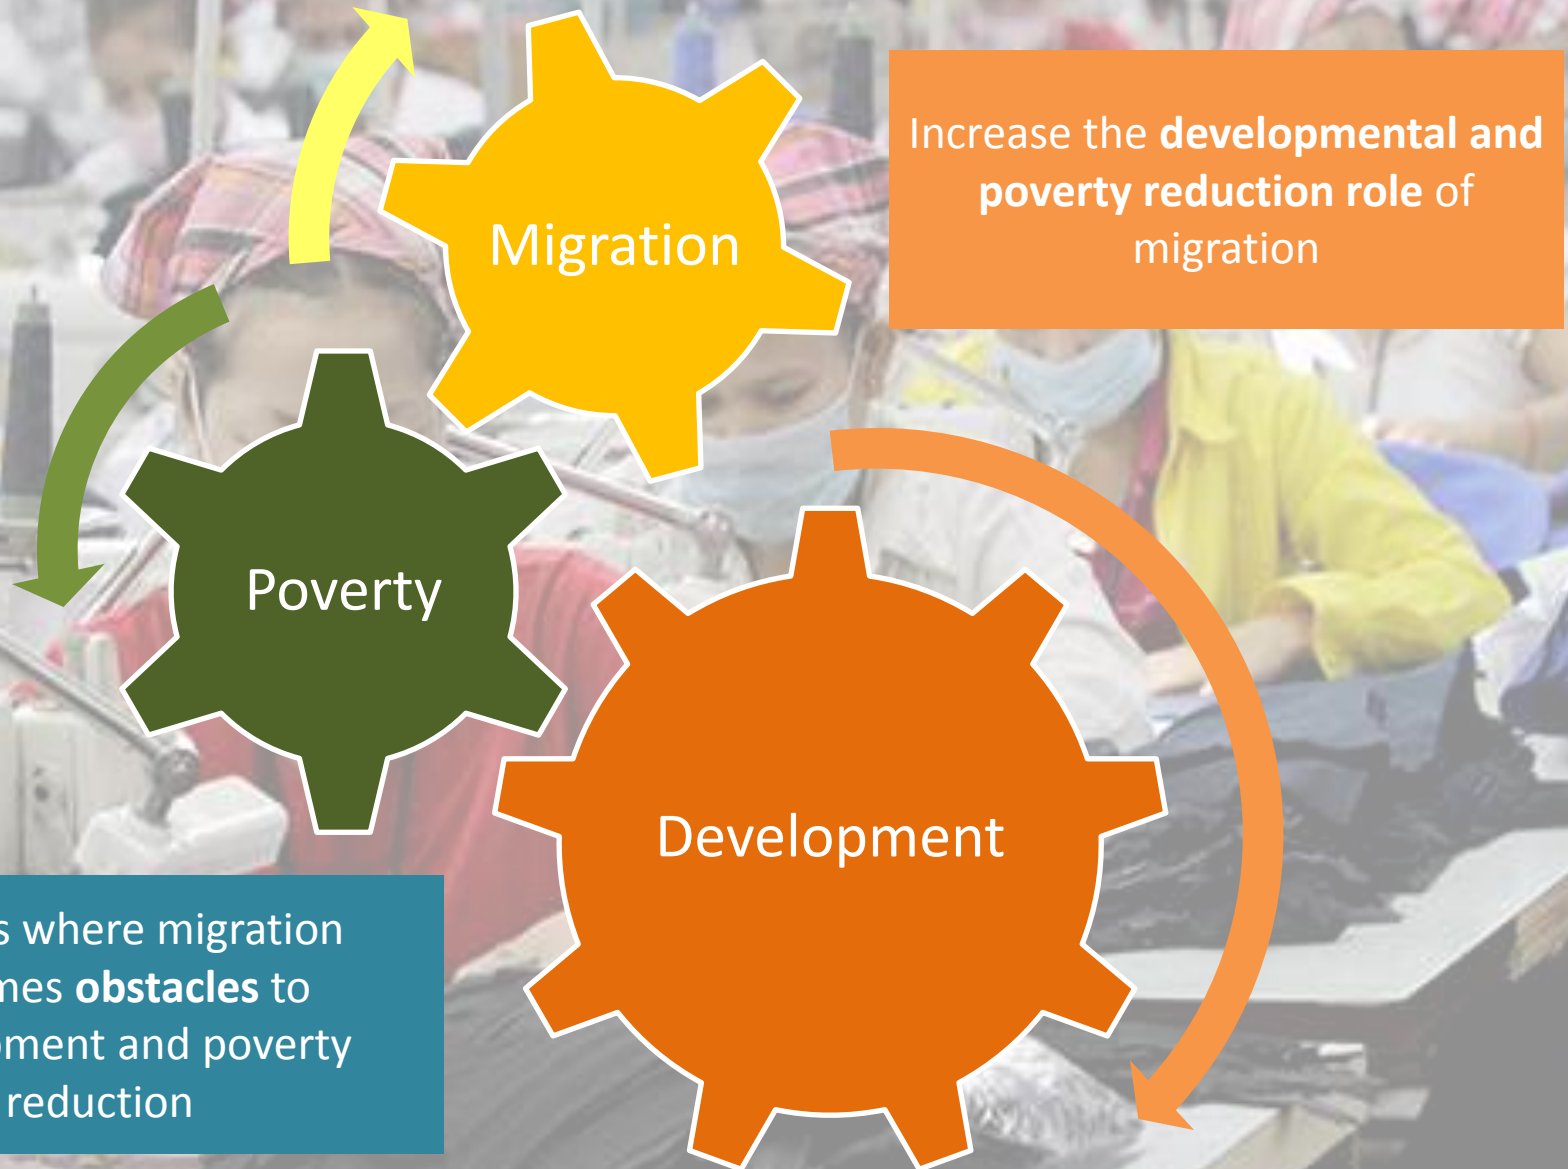 Migration
Increase the developmental and
poverty reduction role of
migration
Poverty
Development
s where migration
mes obstacles to
pment and poverty
reduction